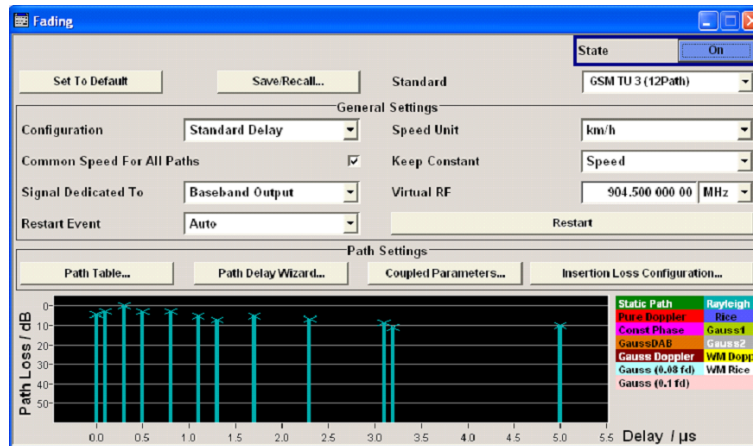 Fading
State On
Set To Default Save/Recall... Standard GSM TU 3 (12Path)
General Settings
Configuration Standard Delay Speed Unit km/h
Common Speed For All Paths Keep Constant Speed
Signal Dedicated To Baseband Output Virtual RF 904.500 000 00 MHz
Restart Event Auto Restart
Path Settings
Path Table... Path Delay Wizard... Coupled Parameters... Insertion Loss Configuration...
Path Loss / dB
0
10
20
30
40
50
0.0 0.5 1.0 1.5 2.0 2.5 3.0 3.5 4.0 4.5 5.0 5.5 Delay / µs
Static Path Rayleigh
Pure Doppler Rice
Const Phase Gauss1
GaussDAB Gauss2
Gauss Doppler WM Dopp
Gauss (0.08 fd) WM Rice
Gauss (0.1 fd)